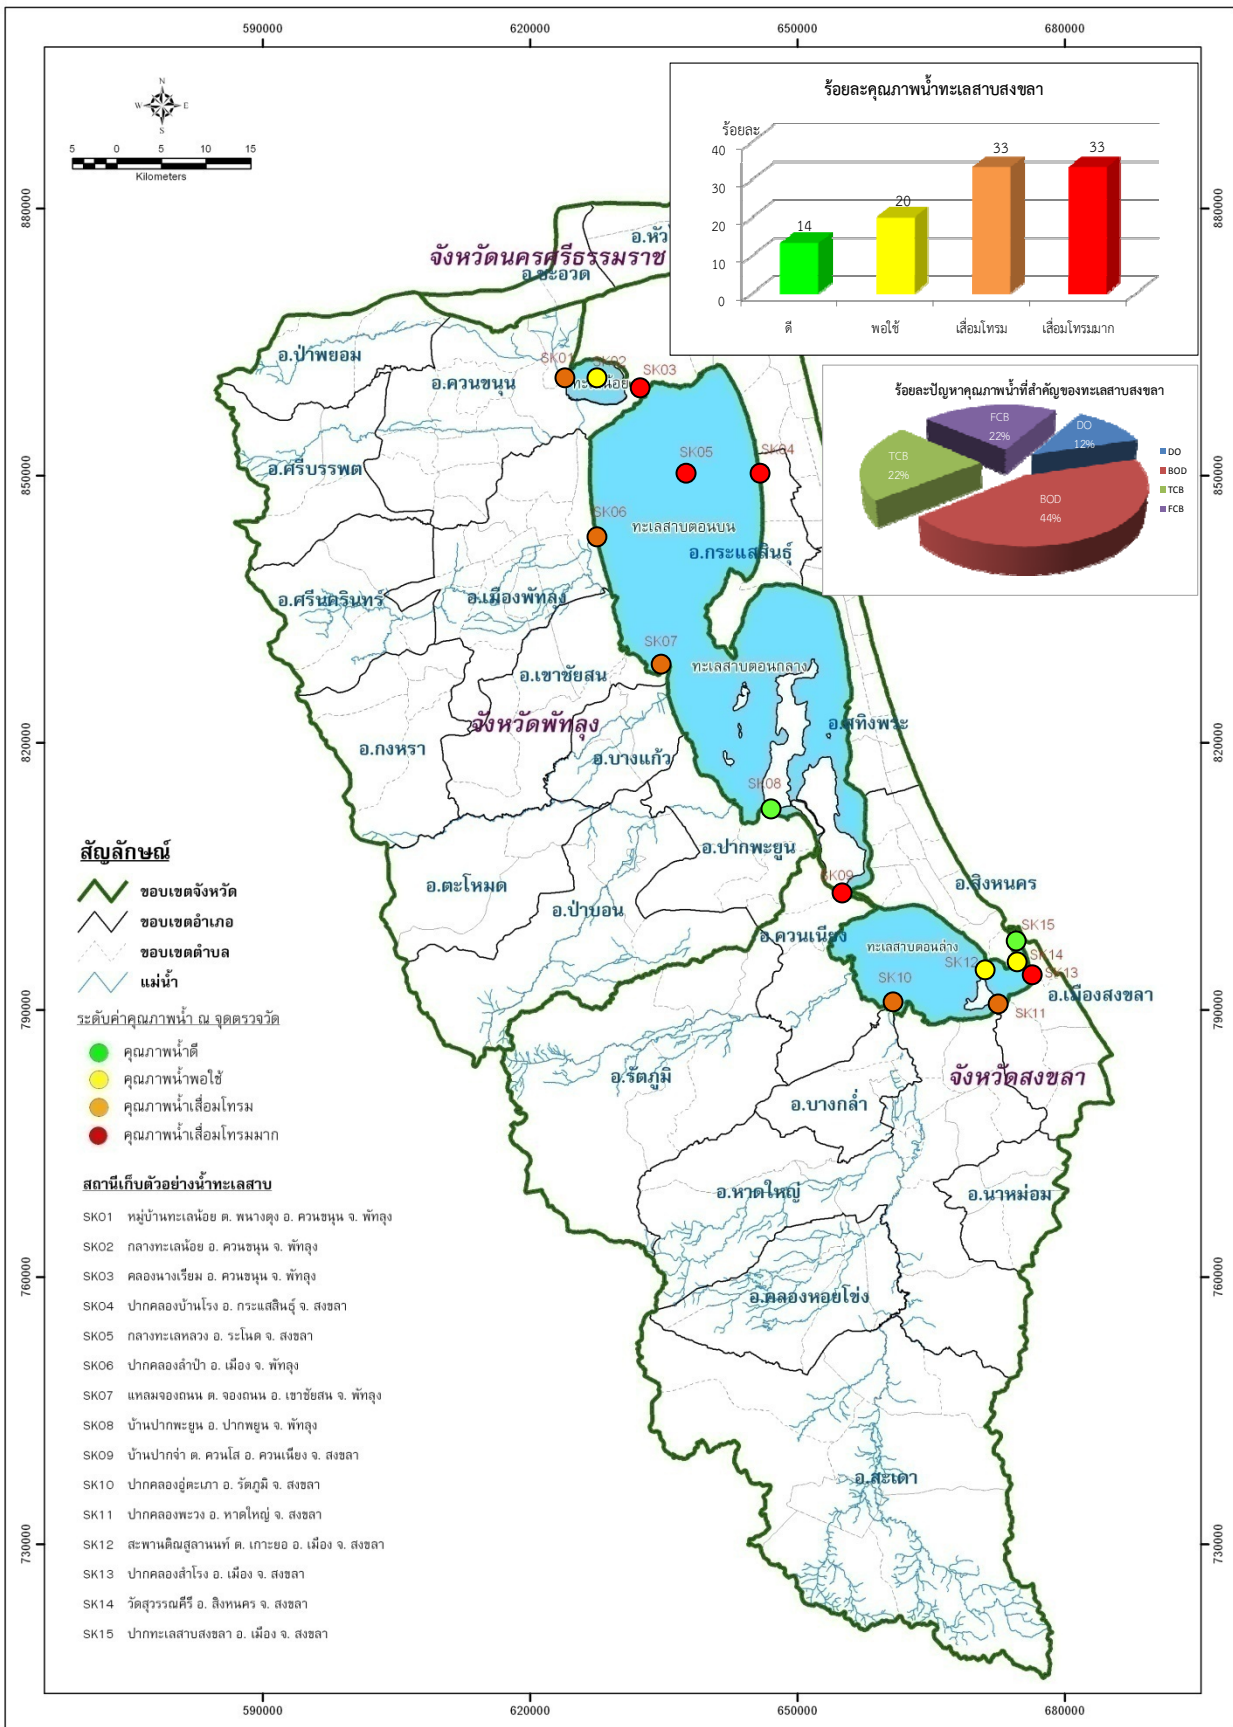 590000 620000 650000 680000
N
W E
S
5 0 5 10 15
Kilometers
ร้อยละคุณภาพน้ำทะเลสาบสงขลา
ร้อยละ
40
30
20
10
0
14
20
33
33
ดี พอใช้ เสื่อมโทรม เสื่อมโทรมมาก
ร้อยละปัญหาคุณภาพน้ำที่สำคัญของทะเลสาบสงขลา
FCB
22%
DO
12%
TCB
22%
BOD
44%
DO
BOD
TCB
FCB
880000
850000
820000
790000
760000
730000
880000
850000
820000
790000
760000
730000
จังหวัดนครศรีธรรมราช
อ.ชะอวด
อ.ป่าพยอม
อ.ควนขนุน
SK01
SK02
SK03
ทะเลน้อย
อ.ศรีบรรพต
SK05
SK04
SK06
ทะเลสาบตอนบน
อ.กระแสสินธุ์
อ.ศรีนครินทร์
อ.เมืองพัทลุง
SK07
ทะเลสาบตอนกลาง
อ.เขาชัยสน
จังหวัดพัทลุง
อ.สทิงพระ
อ.กงหรา
อ.บางแก้ว
SK08
อ.ปากพะยูน
อ.ตะโหมด
SK09
อ.สิงหนคร
อ.ป่าบอน
อ.ควนเนียง
ทะเลสาบตอนล่าง
SK15
SK14
SK12
SK13
SK10
อ.เมืองสงขลา
SK11
อ.รัตภูมิ
จังหวัดสงขลา
อ.บางกล่ำ
อ.หาดใหญ่
อ.นาหม่อม
อ.คลองหอยโข่ง
อ.สะเดา
สัญลักษณ์
ขอบเขตจังหวัด
ขอบเขตอำเภอ
ขอบเขตตำบล
แม่น้ำ
ระดับค่าคุณภาพน้ำ ณ จุดตรวจวัด
คุณภาพน้ำดี
คุณภาพน้ำพอใช้
คุณภาพน้ำเสื่อมโทรม
คุณภาพน้ำเสื่อมโทรมมาก
สถานีเก็บตัวอย่างน้ำทะเลสาบ
SK01 หมู่บ้านทะเลน้อย ต. พนางตุง อ. ควนขนุน จ. พัทลุง
SK02 กลางทะเลน้อย อ. ควนขนุน จ. พัทลุง
SK03 คลองนางเรียม อ. ควนขนุน จ. พัทลุง
SK04 ปากคลองบ้านโรง อ. กระแสสินธุ์ จ. สงขลา
SK05 กลางทะเลหลวง อ. ระโนด จ. สงขลา
SK06 ปากคลองลำปำ อ. เมือง จ. พัทลุง
SK07 แหลมจองถนน ต. จองถนน อ. เขาชัยสน จ. พัทลุง
SK08 บ้านปากพะยูน อ. ปากพยูน จ. พัทลุง
SK09 บ้านปากจ่า ต. ควนโส อ. ควนเนียง จ. สงขลา
SK10 ปากคลองอู่ตะเภา อ. รัตภูมิ จ. สงขลา
SK11 ปากคลองพะวง อ. หาดใหญ่ จ. สงขลา
SK12 สะพานติณสูลานนท์ ต. เกาะยอ อ. เมือง จ. สงขลา
SK13 ปากคลองสำโรง อ. เมือง จ. สงขลา
SK14 วัดสุวรรณคีรี อ. สิงหนคร จ. สงขลา
SK15 ปากทะเลสาบสงขลา อ. เมือง จ. สงขลา
590000 620000 650000 680000